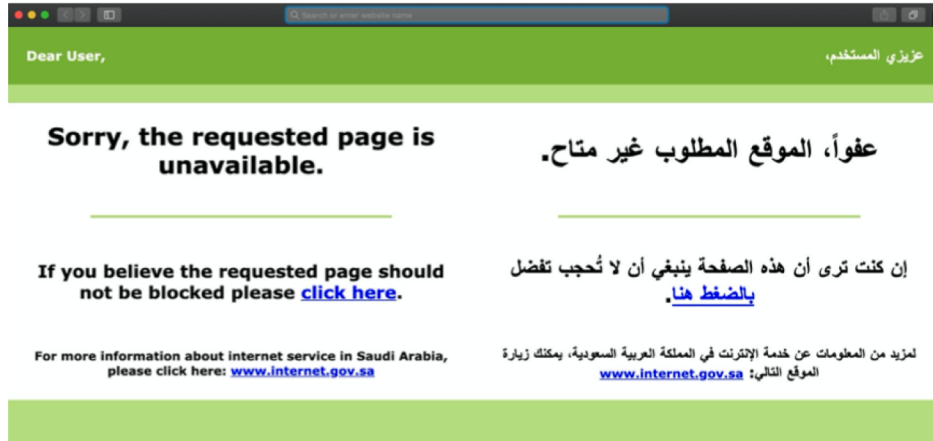 Search or enter website name
Dear User,
عزيزي المستخدم،
Sorry, the requested page is
unavailable.
عفواً، الموقع المطلوب غير متاح.
If you believe the requested page should
not be blocked please click here.
إن كنت ترى أن هذه الصفحة ينبغي أن لا تُحجب تفضل
بالضغط هنا.
For more information about internet service in Saudi Arabia,
please click here: www.internet.gov.sa
لمزيد من المعلومات عن خدمة الإنترنت في المملكة العربية السعودية، يمكنك زيارة
الموقع التالي: www.internet.gov.sa